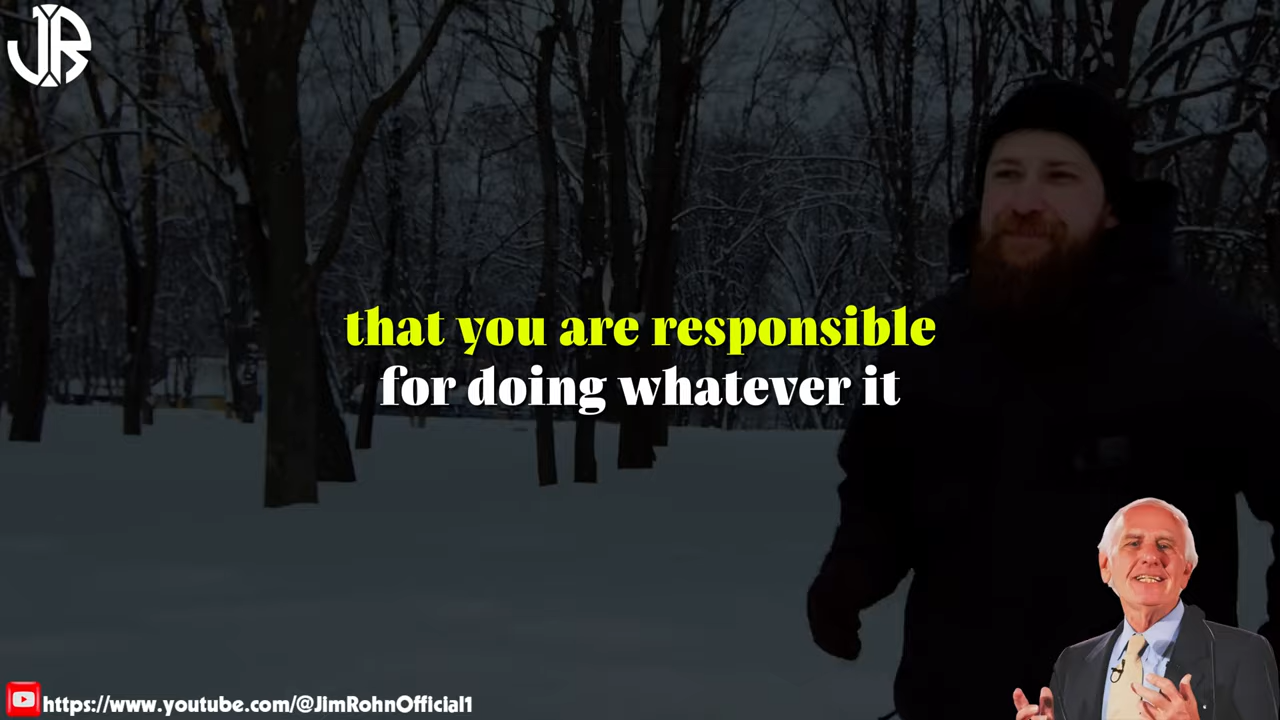 JR
that you are responsible
for doing whatever it
https://www.youtube.com/@JimRohnOfficial1